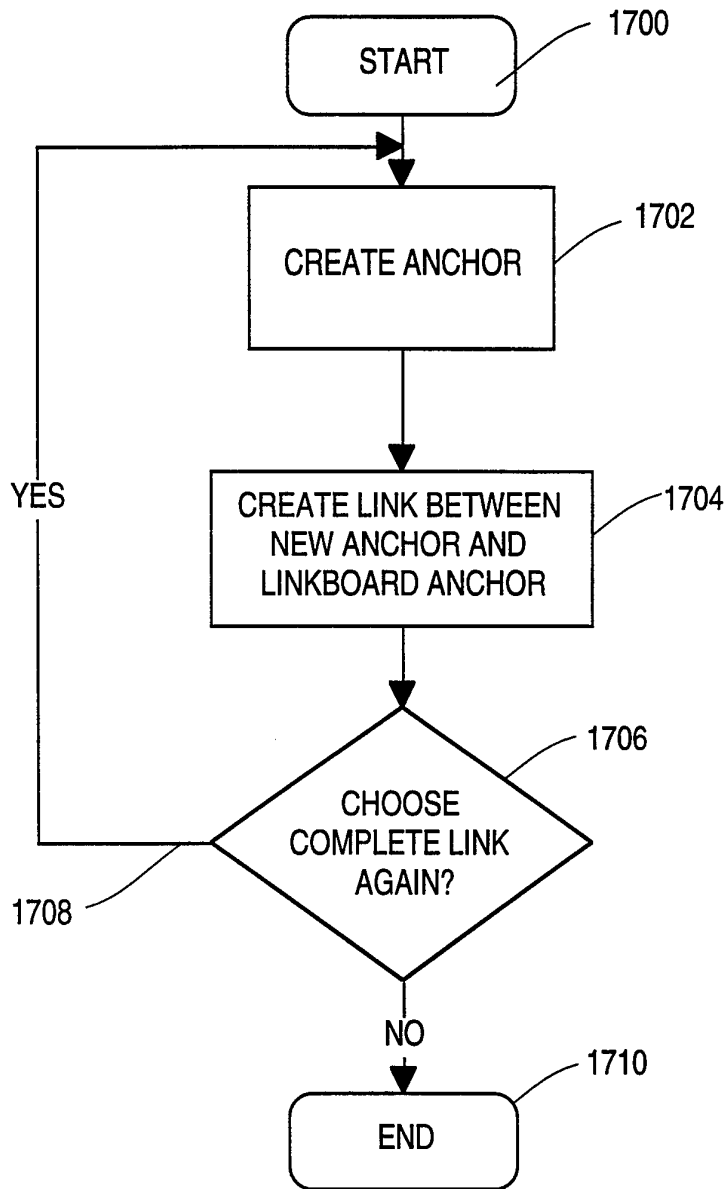 1700
START
1702
CREATE ANCHOR
YES
1704
CREATE LINK BETWEEN
NEW ANCHOR AND
LINKBOARD ANCHOR
1706
CHOOSE
COMPLETE LINK
AGAIN?
1708
NO
1710
END